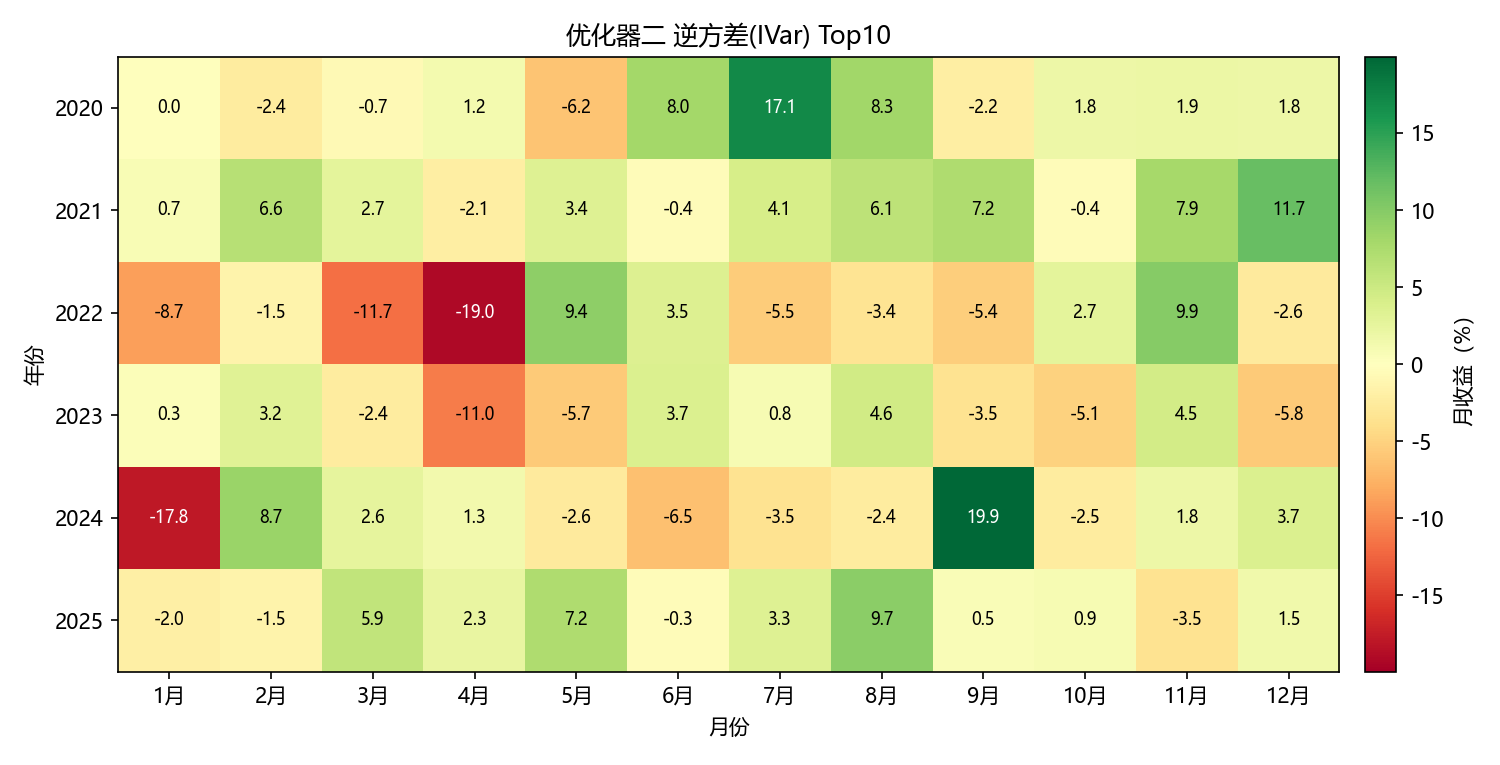 优化器二 逆方差(IVar) Top10
年份
2020 0.0 -2.4 -0.7 1.2 -6.2 8.0 17.1 8.3 -2.2 1.8 1.9 1.8
2021 0.7 6.6 2.7 -2.1 3.4 -0.4 4.1 6.1 7.2 -0.4 7.9 11.7
2022 -8.7 -1.5 -11.7 -19.0 9.4 3.5 -5.5 -3.4 -5.4 2.7 9.9 -2.6
2023 0.3 3.2 -2.4 -11.0 -5.7 3.7 0.8 4.6 -3.5 -5.1 4.5 -5.8
2024 -17.8 8.7 2.6 1.3 -2.6 -6.5 -3.5 -2.4 19.9 -2.5 1.8 3.7
2025 -2.0 -1.5 5.9 2.3 7.2 -0.3 3.3 9.7 0.5 0.9 -3.5 1.5
1月 2月 3月 4月 5月 6月 7月 8月 9月 10月 11月 12月
月份
15
10
5
0
-5
-10
-15
月收益 (%)